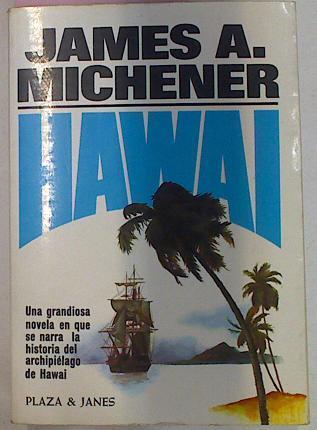 JAMES A.
MICHENER
HAWAI
Una grandiosa
novela en que
se narra la
historia del
archipiélago
de Hawai
PLAZA & JANES